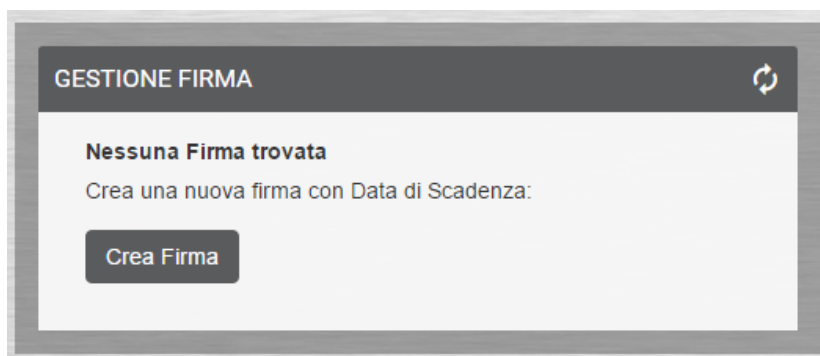 GESTIONE FIRMA
Nessuna Firma trovata
Crea una nuova firma con Data di Scadenza:
Crea Firma